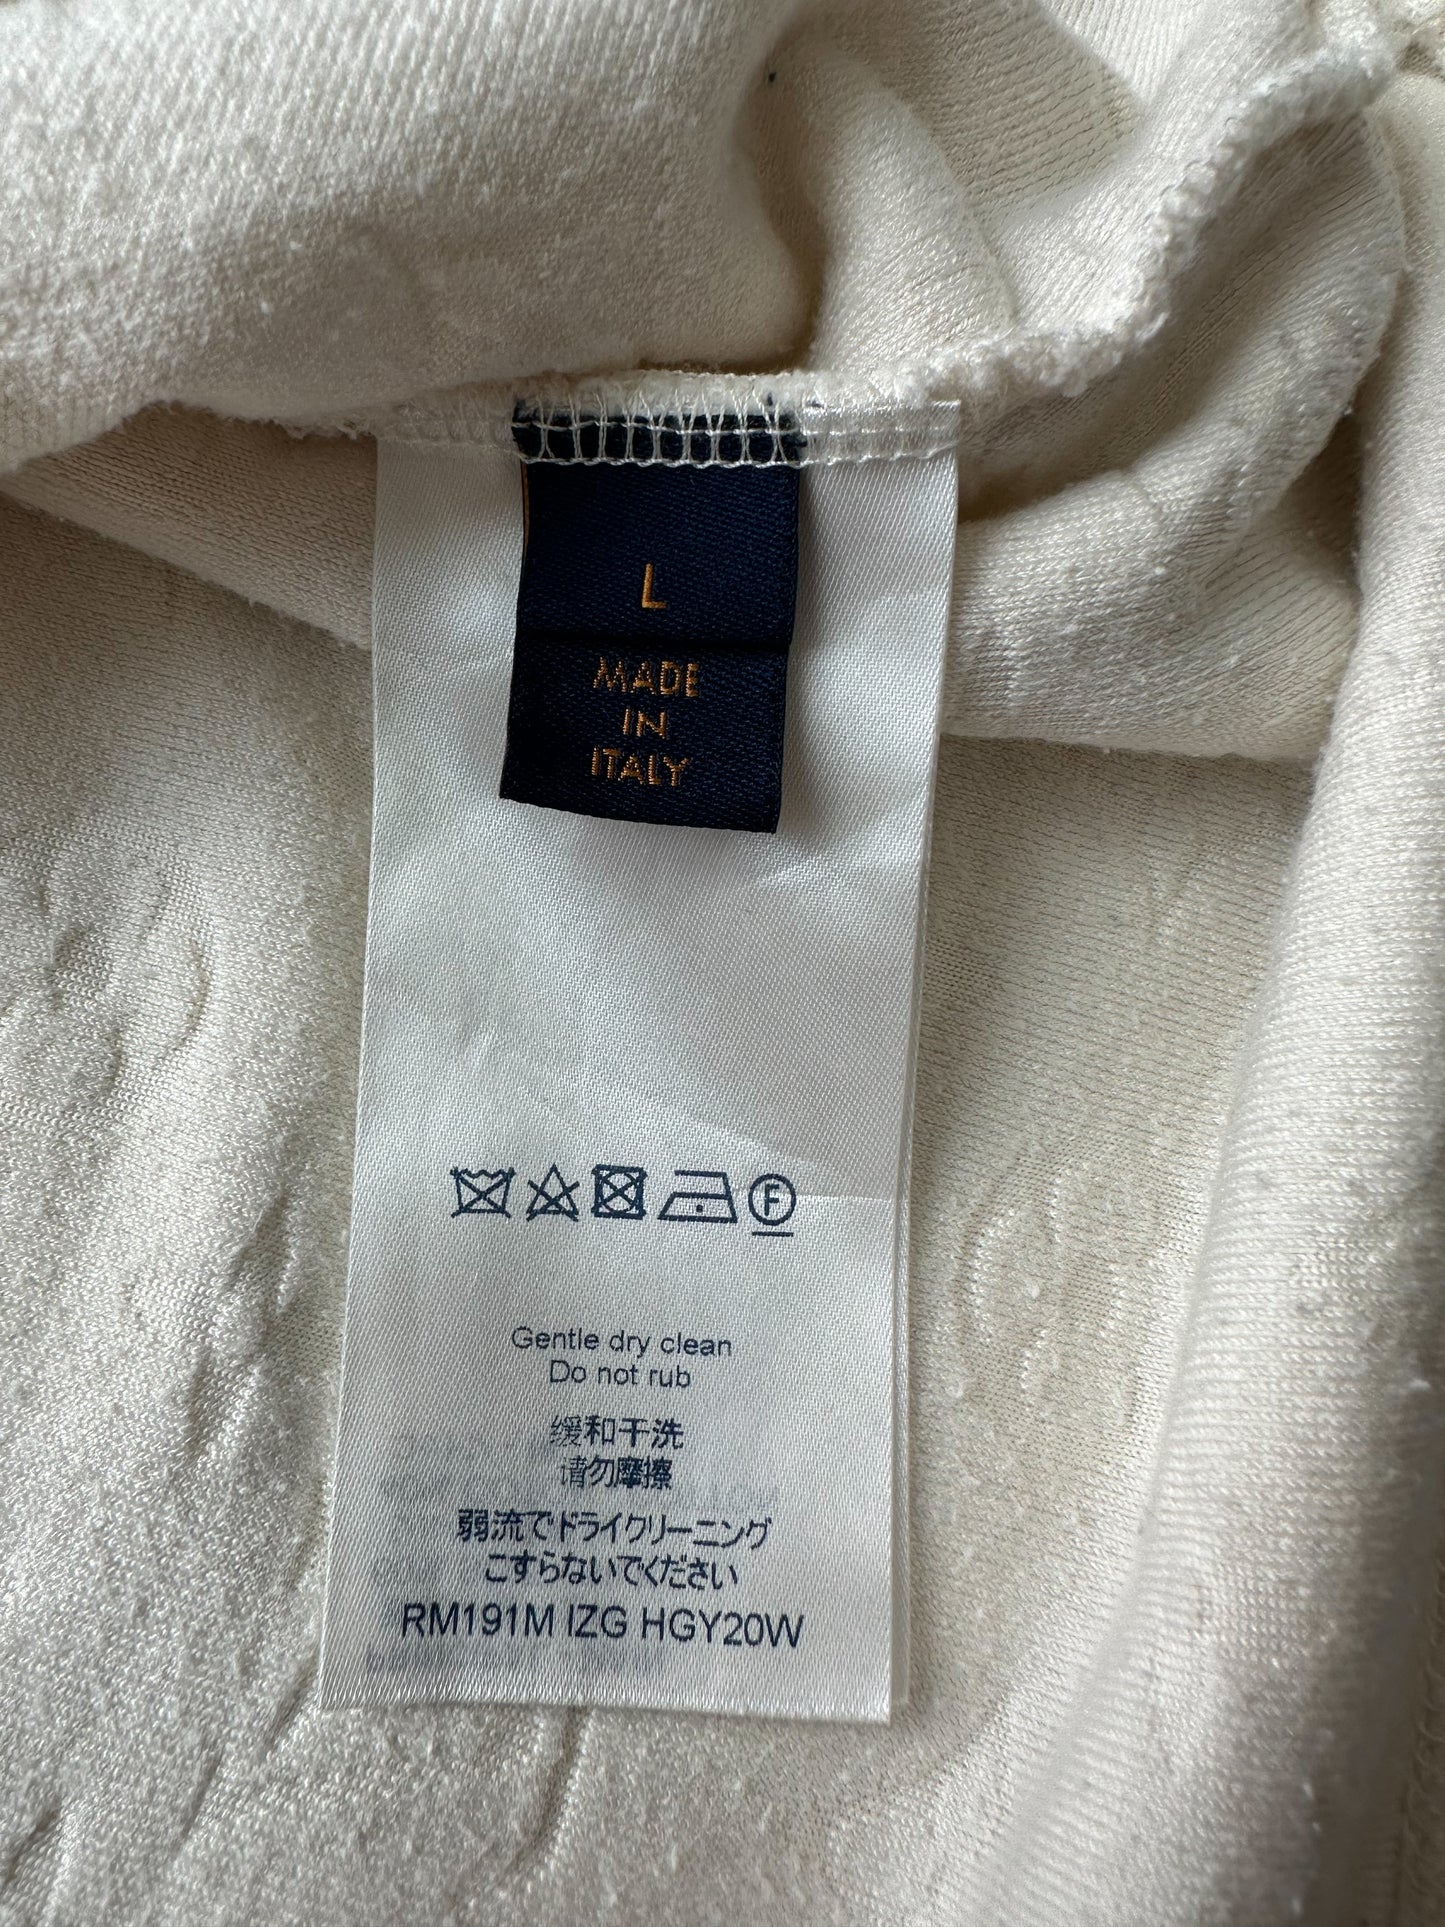 L
MADE
IN
ITALY
F
Gentle dry clean
Do not rub
缓和干洗
请勿摩擦
弱流でドライクリーニング
こすらないでください
RM191M IZG HGY20W